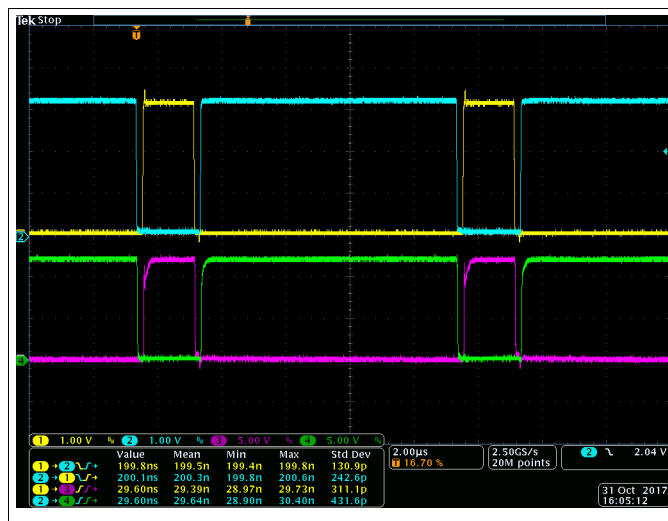 Tek Stop
T
2
4
1 1.00 V 2 1.00 V 3 5.00 V 4 5.00 V
2.00µs
T 16.70 %
2.50GS/s
20M points
2 2.04 V
Value Mean Min Max Std Dev
1 → 2 199.8ns 199.5n 199.4n 199.8n 130.9p
2 → 1 200.1ns 200.3n 199.8n 200.6n 242.6p
1 → 3 29.60ns 29.39n 28.97n 29.73n 311.1p
2 → 4 29.60ns 29.64n 28.90n 30.40n 431.6p
31 Oct 2017
16:05:12